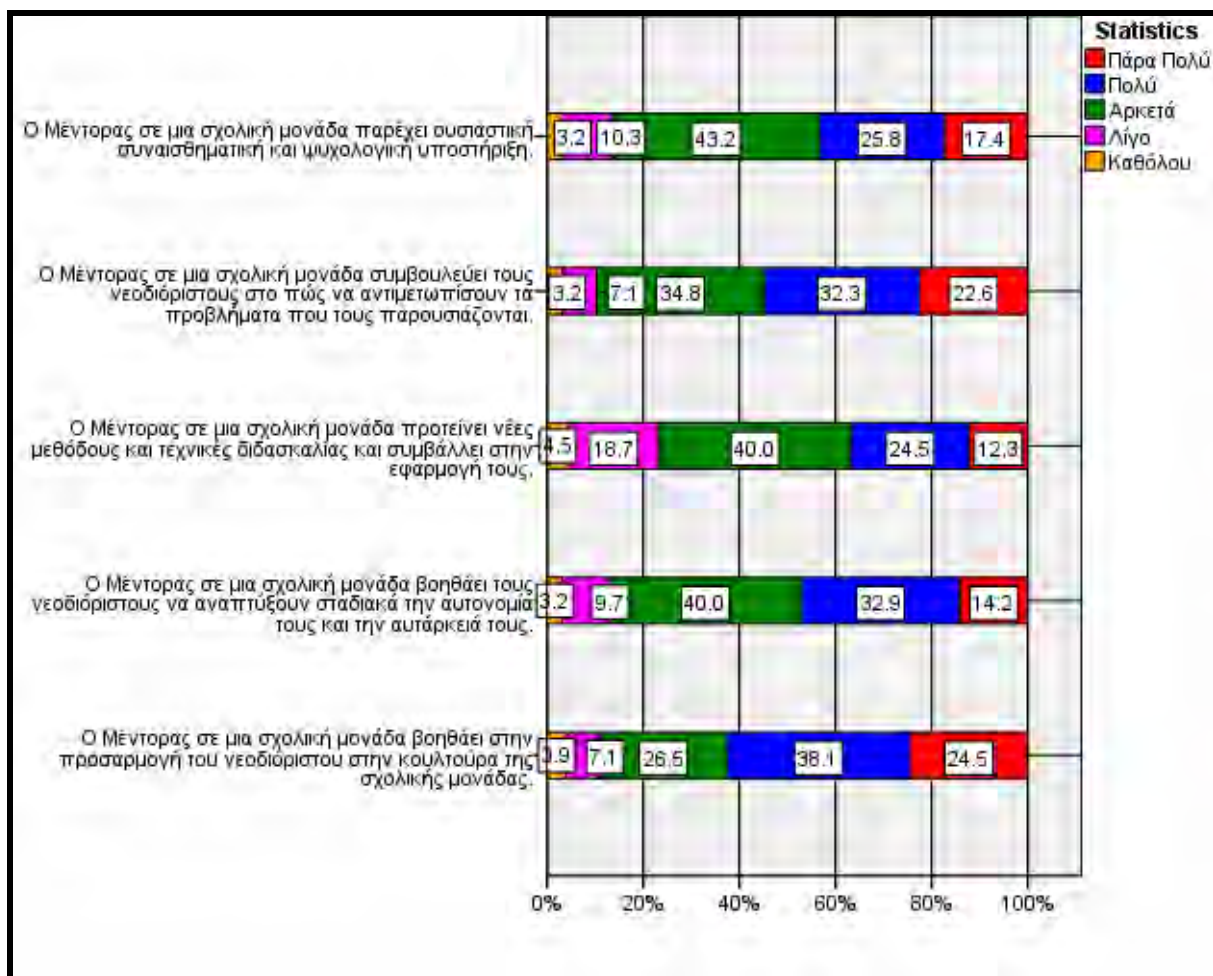 Statistics
Πάρα Πολύ
Πολύ
Αρκετά
Λίγο
Καθόλου
Ο Μέντορας σε μια σχολική μονάδα παρέχει ουσιαστική
συναισθηματική και ψυχολογική υποστήριξη.
3.2 10.3 43.2 25.8 17.4
Ο Μέντορας σε μια σχολική μονάδα συμβουλεύει τους
νεοδιόριστους στο πώς να αντιμετωπίσουν τα
προβλήματα που τους παρουσιάζονται.
3.2 7.1 34.8 32.3 22.6
Ο Μέντορας σε μια σχολική μονάδα προτείνει νέες
μεθόδους και τεχνικές διδασκαλίας και συμβάλλει στην
εφαρμογή τους.
4.5 18.7 40.0 24.5 12.3
Ο Μέντορας σε μια σχολική μονάδα βοηθάει τους
νεοδιόριστους να αναπτύξουν σταδιακά την αυτονομία
τους και την αυτάρκειά τους.
3.2 9.7 40.0 32.9 14.2
Ο Μέντορας σε μια σχολική μονάδα βοηθάει στην
προσαρμογή του νεοδιόριστου στην κουλτούρα της
σχολικής μονάδας.
3.9 7.1 26.5 38.1 24.5
0% 20% 40% 60% 80% 100%